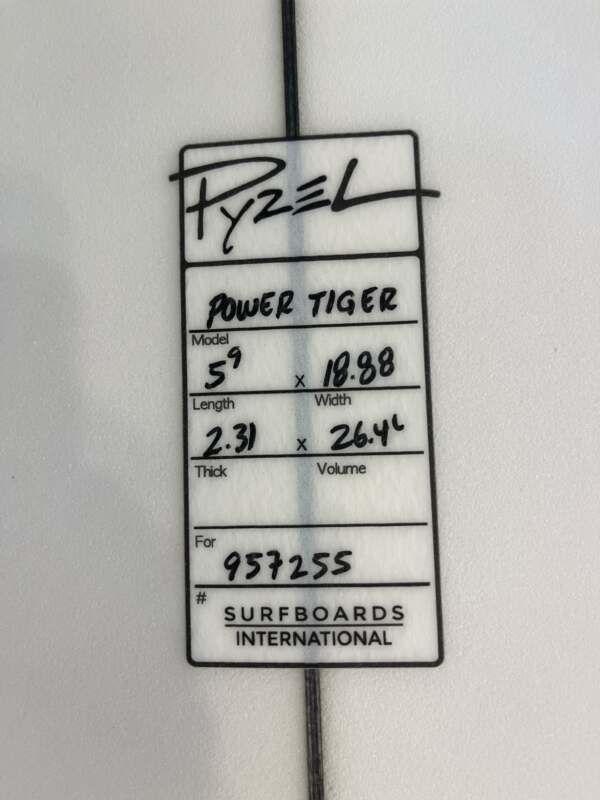 PYZEL
POWER TIGER
Model
5⁹ x 18.88
Length Width
2.31 x 26.4ᴸ
Thick Volume
For
957255
#
SURFBOARDS
INTERNATIONAL